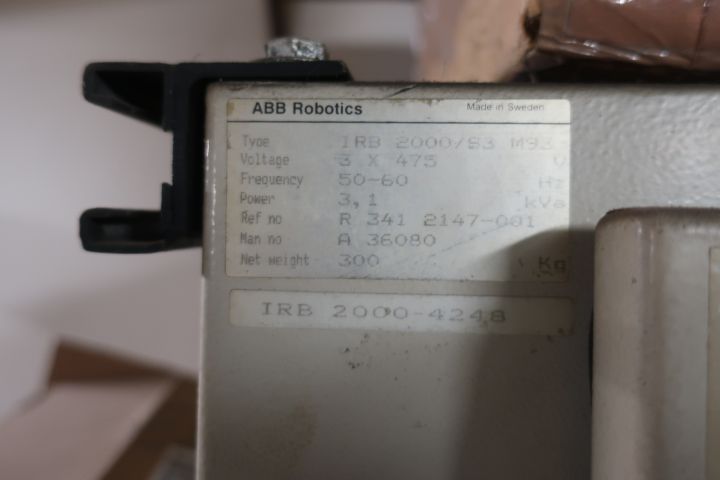 ABB Robotics Made in Sweden
Type IRB 2000/S3 M93
Voltage 3 X 475 V
Frequency 50-60 Hz
Power 3,1 kVa
Ref no R 341 2147-001
Man no A 36080
Net weight 300 Kg
IRB 2000-4248